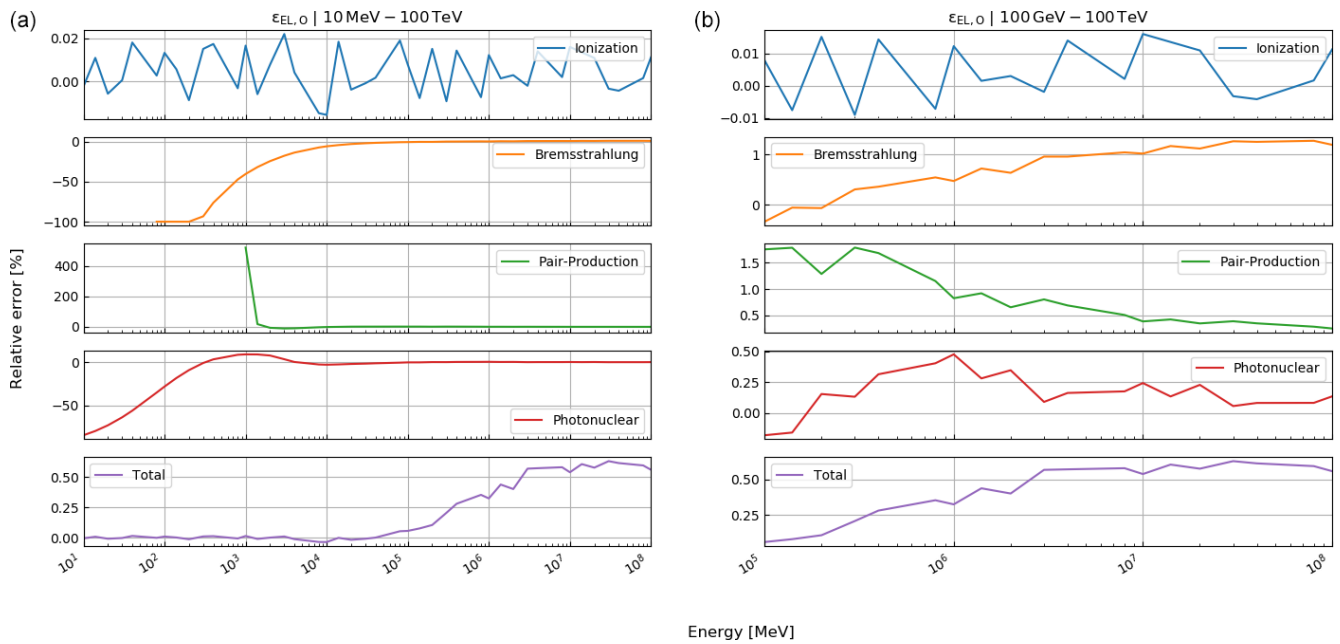 (a)
ε_EL, O | 10 MeV − 100 TeV
0.02
0.00
Ionization
0
−50
−100
Bremsstrahlung
400
200
0
Pair-Production
0
−50
Photonuclear
0.50
0.25
0.00
Total
10^1
10^2
10^3
10^4
10^5
10^6
10^7
10^8
(b)
ε_EL, O | 100 GeV − 100 TeV
0.01
0.00
−0.01
Ionization
1
0
Bremsstrahlung
1.5
1.0
0.5
Pair-Production
0.50
0.25
0.00
Photonuclear
0.50
0.25
Total
10^5
10^6
10^7
10^8
Relative error [%]
Energy [MeV]